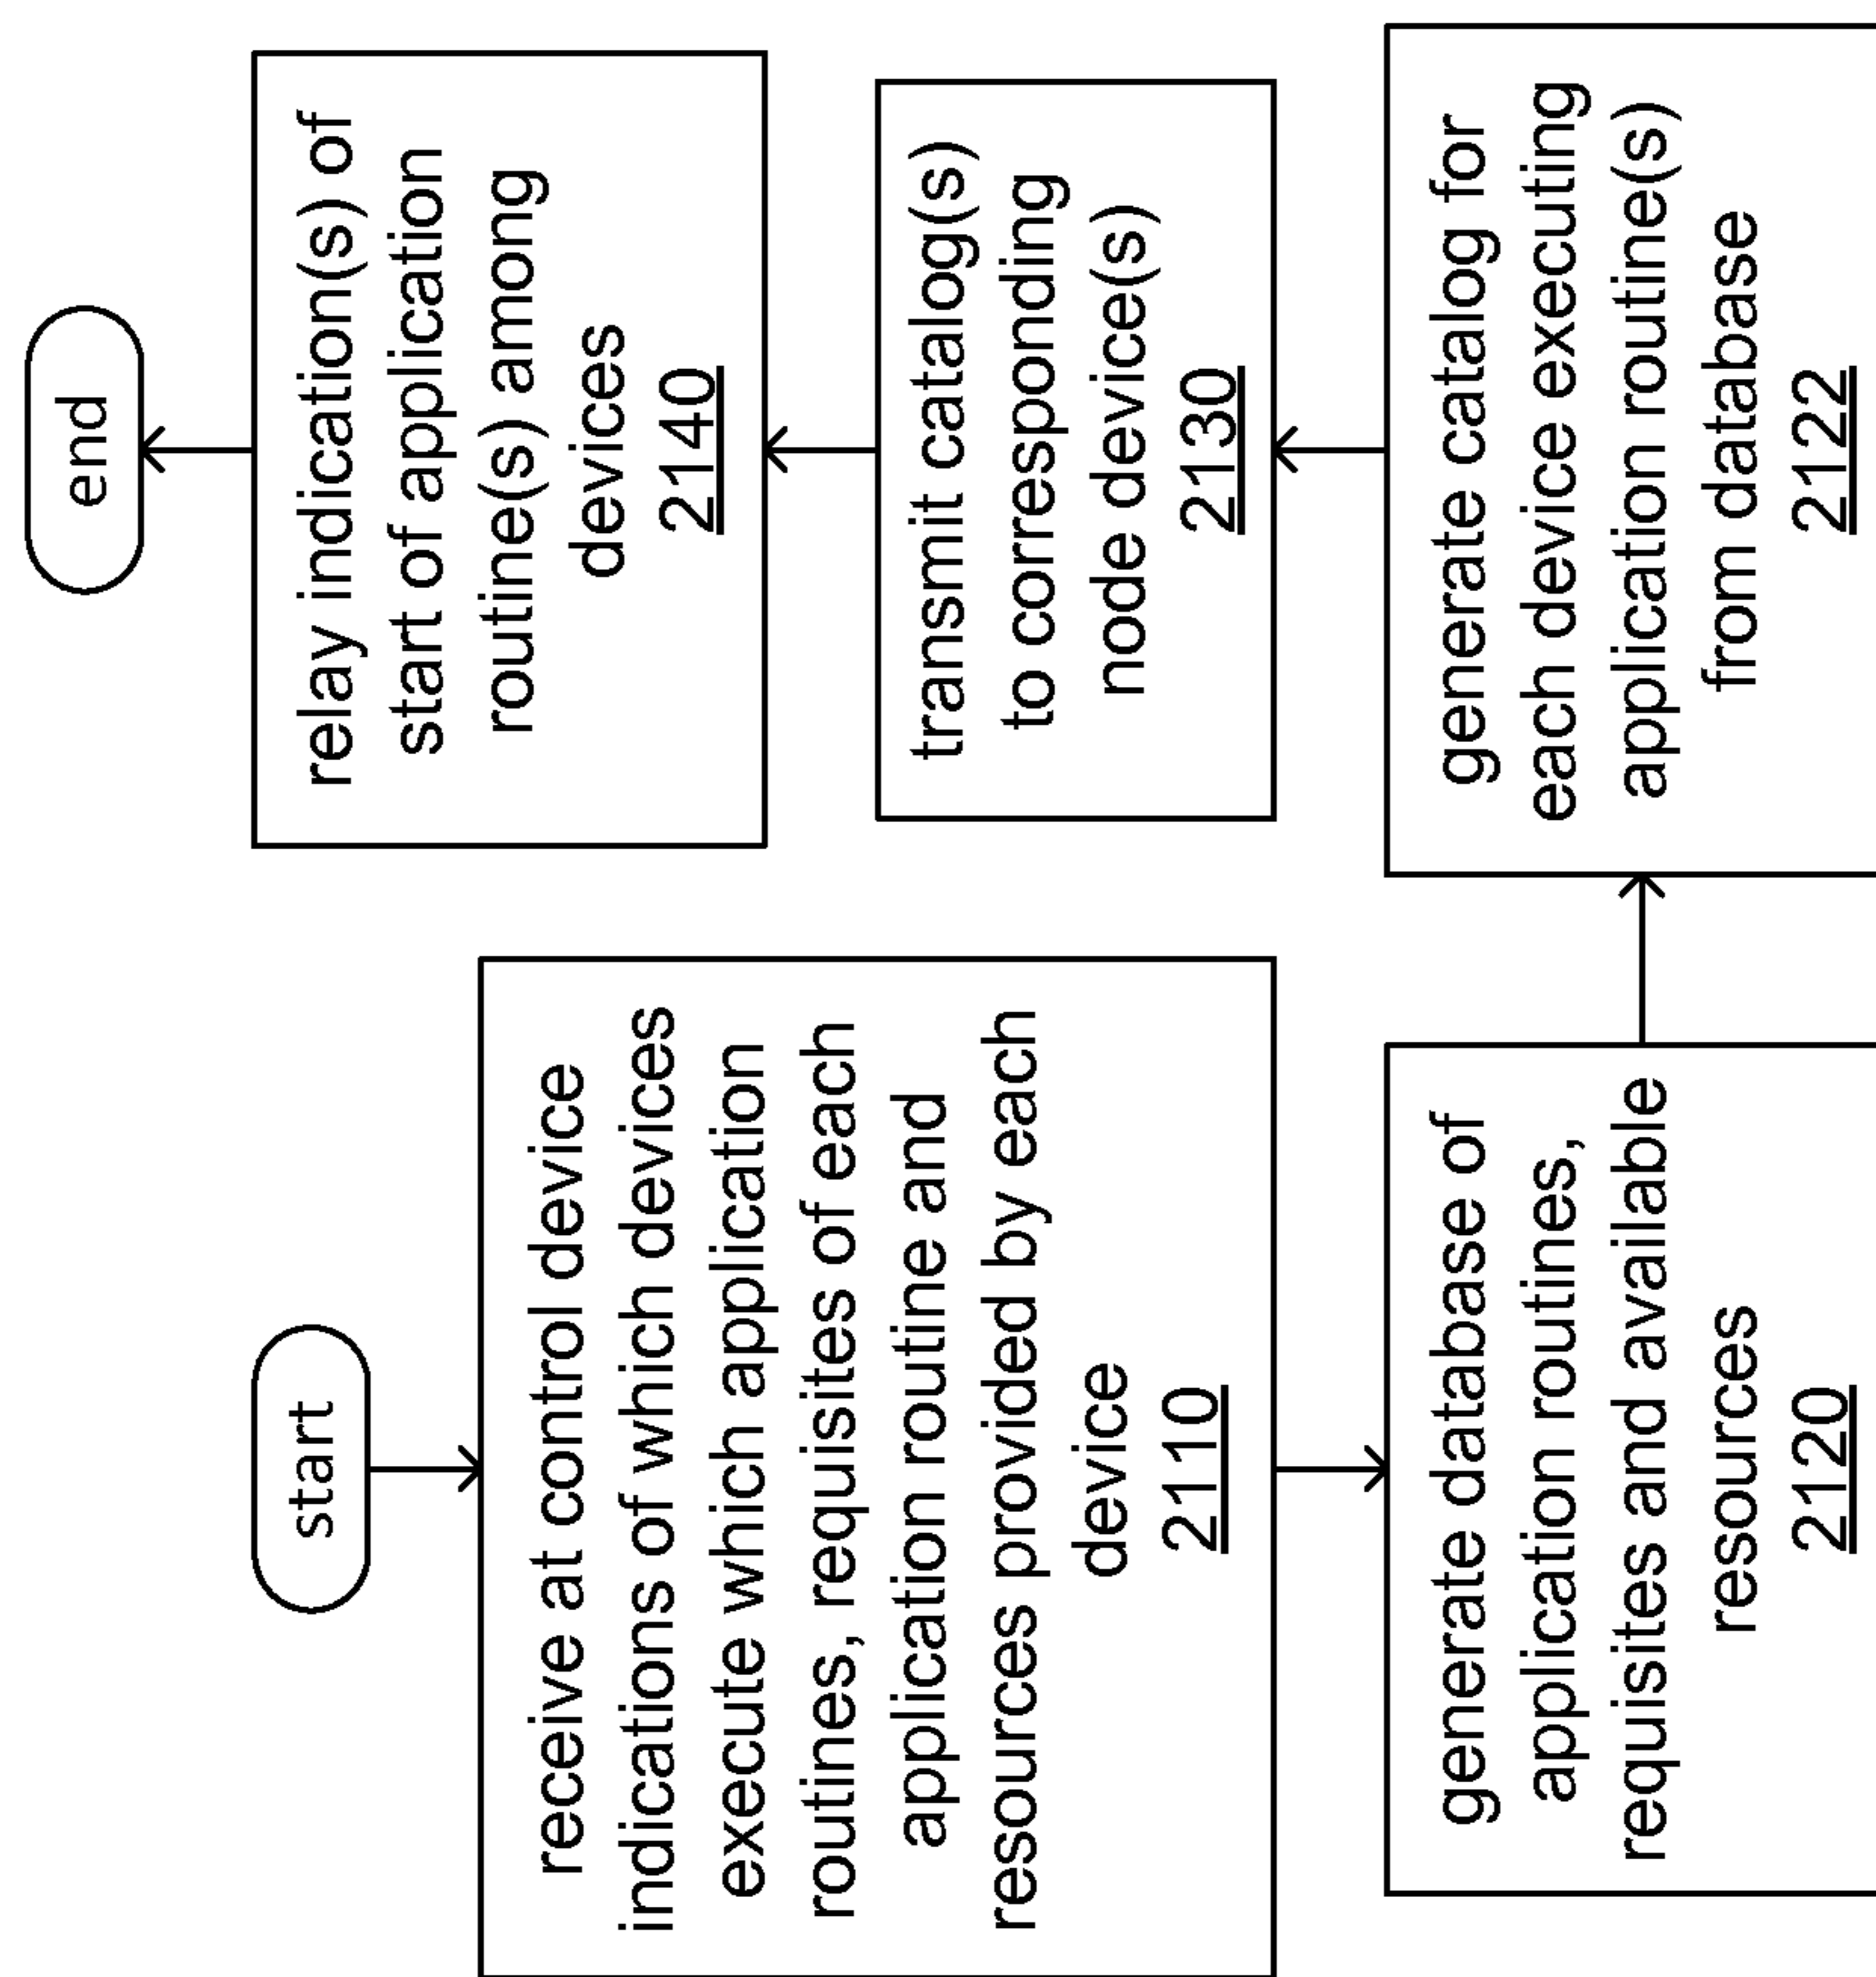 start
receive at control device
indications of which devices
execute which application
routines, requisites of each
application routine and
resources provided by each
device
2110
generate database of
application routines,
requisites and available
resources
2120
generate catalog for
each device executing
application routine(s)
from database
2122
transmit catalog(s)
to corresponding
node device(s)
2130
relay indication(s) of
start of application
routine(s) among
devices
2140
end